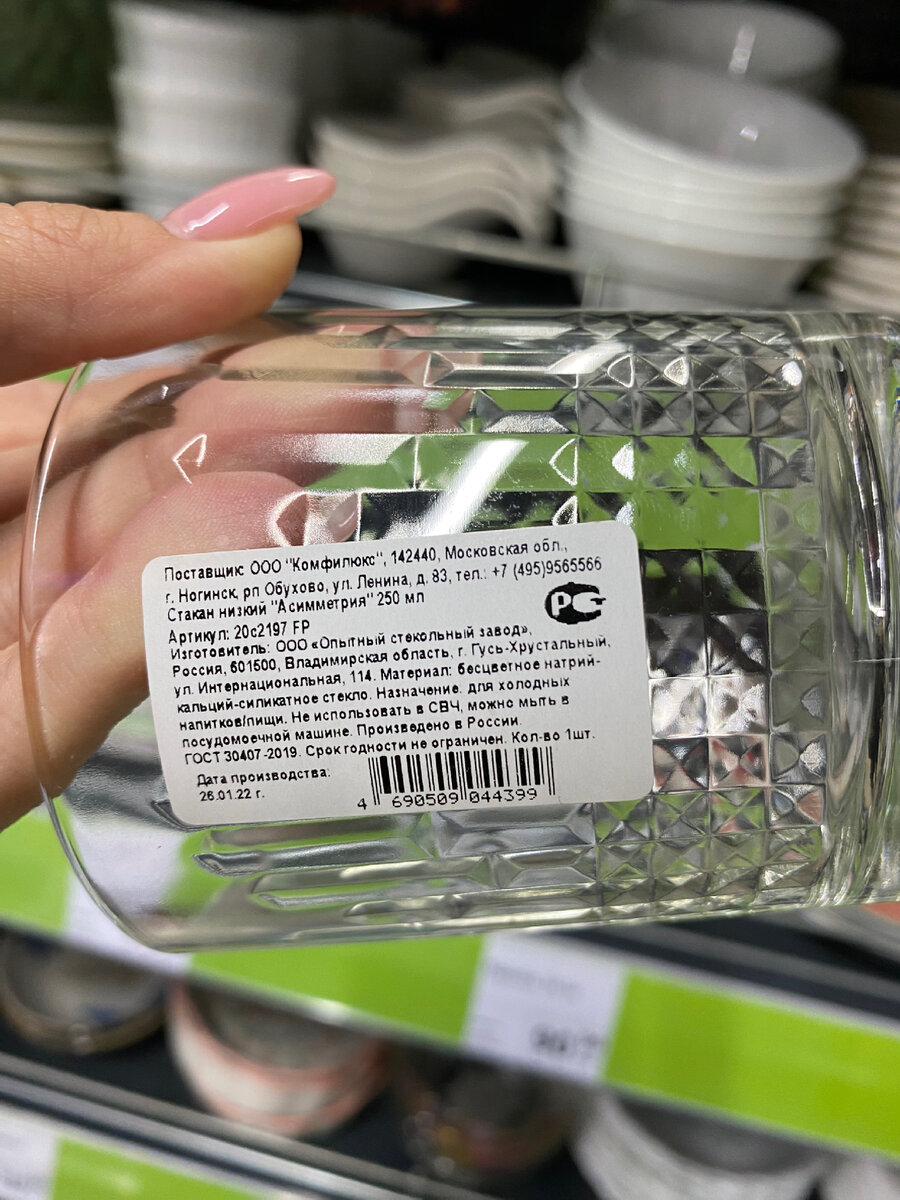 Поставщик: ООО "Комфилюкс", 142440, Московская обл.,
г. Ногинск, рп Обухово, ул. Ленина, д. 83, тел.: +7 (495)9565566
Стакан низкий "Асимметрия" 250 мл
Артикул: 20с2197 FP
Изготовитель: ООО «Опытный стекольный завод»,
Россия, 601500, Владимирская область, г. Гусь-Хрустальный,
ул. Интернациональная, 114. Материал: бесцветное натрий-
кальций-силикатное стекло. Назначение: для холодных
напитков/пищи. Не использовать в СВЧ, можно мыть в
посудомоечной машине. Произведено в России.
ГОСТ 30407-2019. Срок годности не ограничен. Кол-во 1шт.
Дата производства:
26.01.22 г.
4 690509 044399